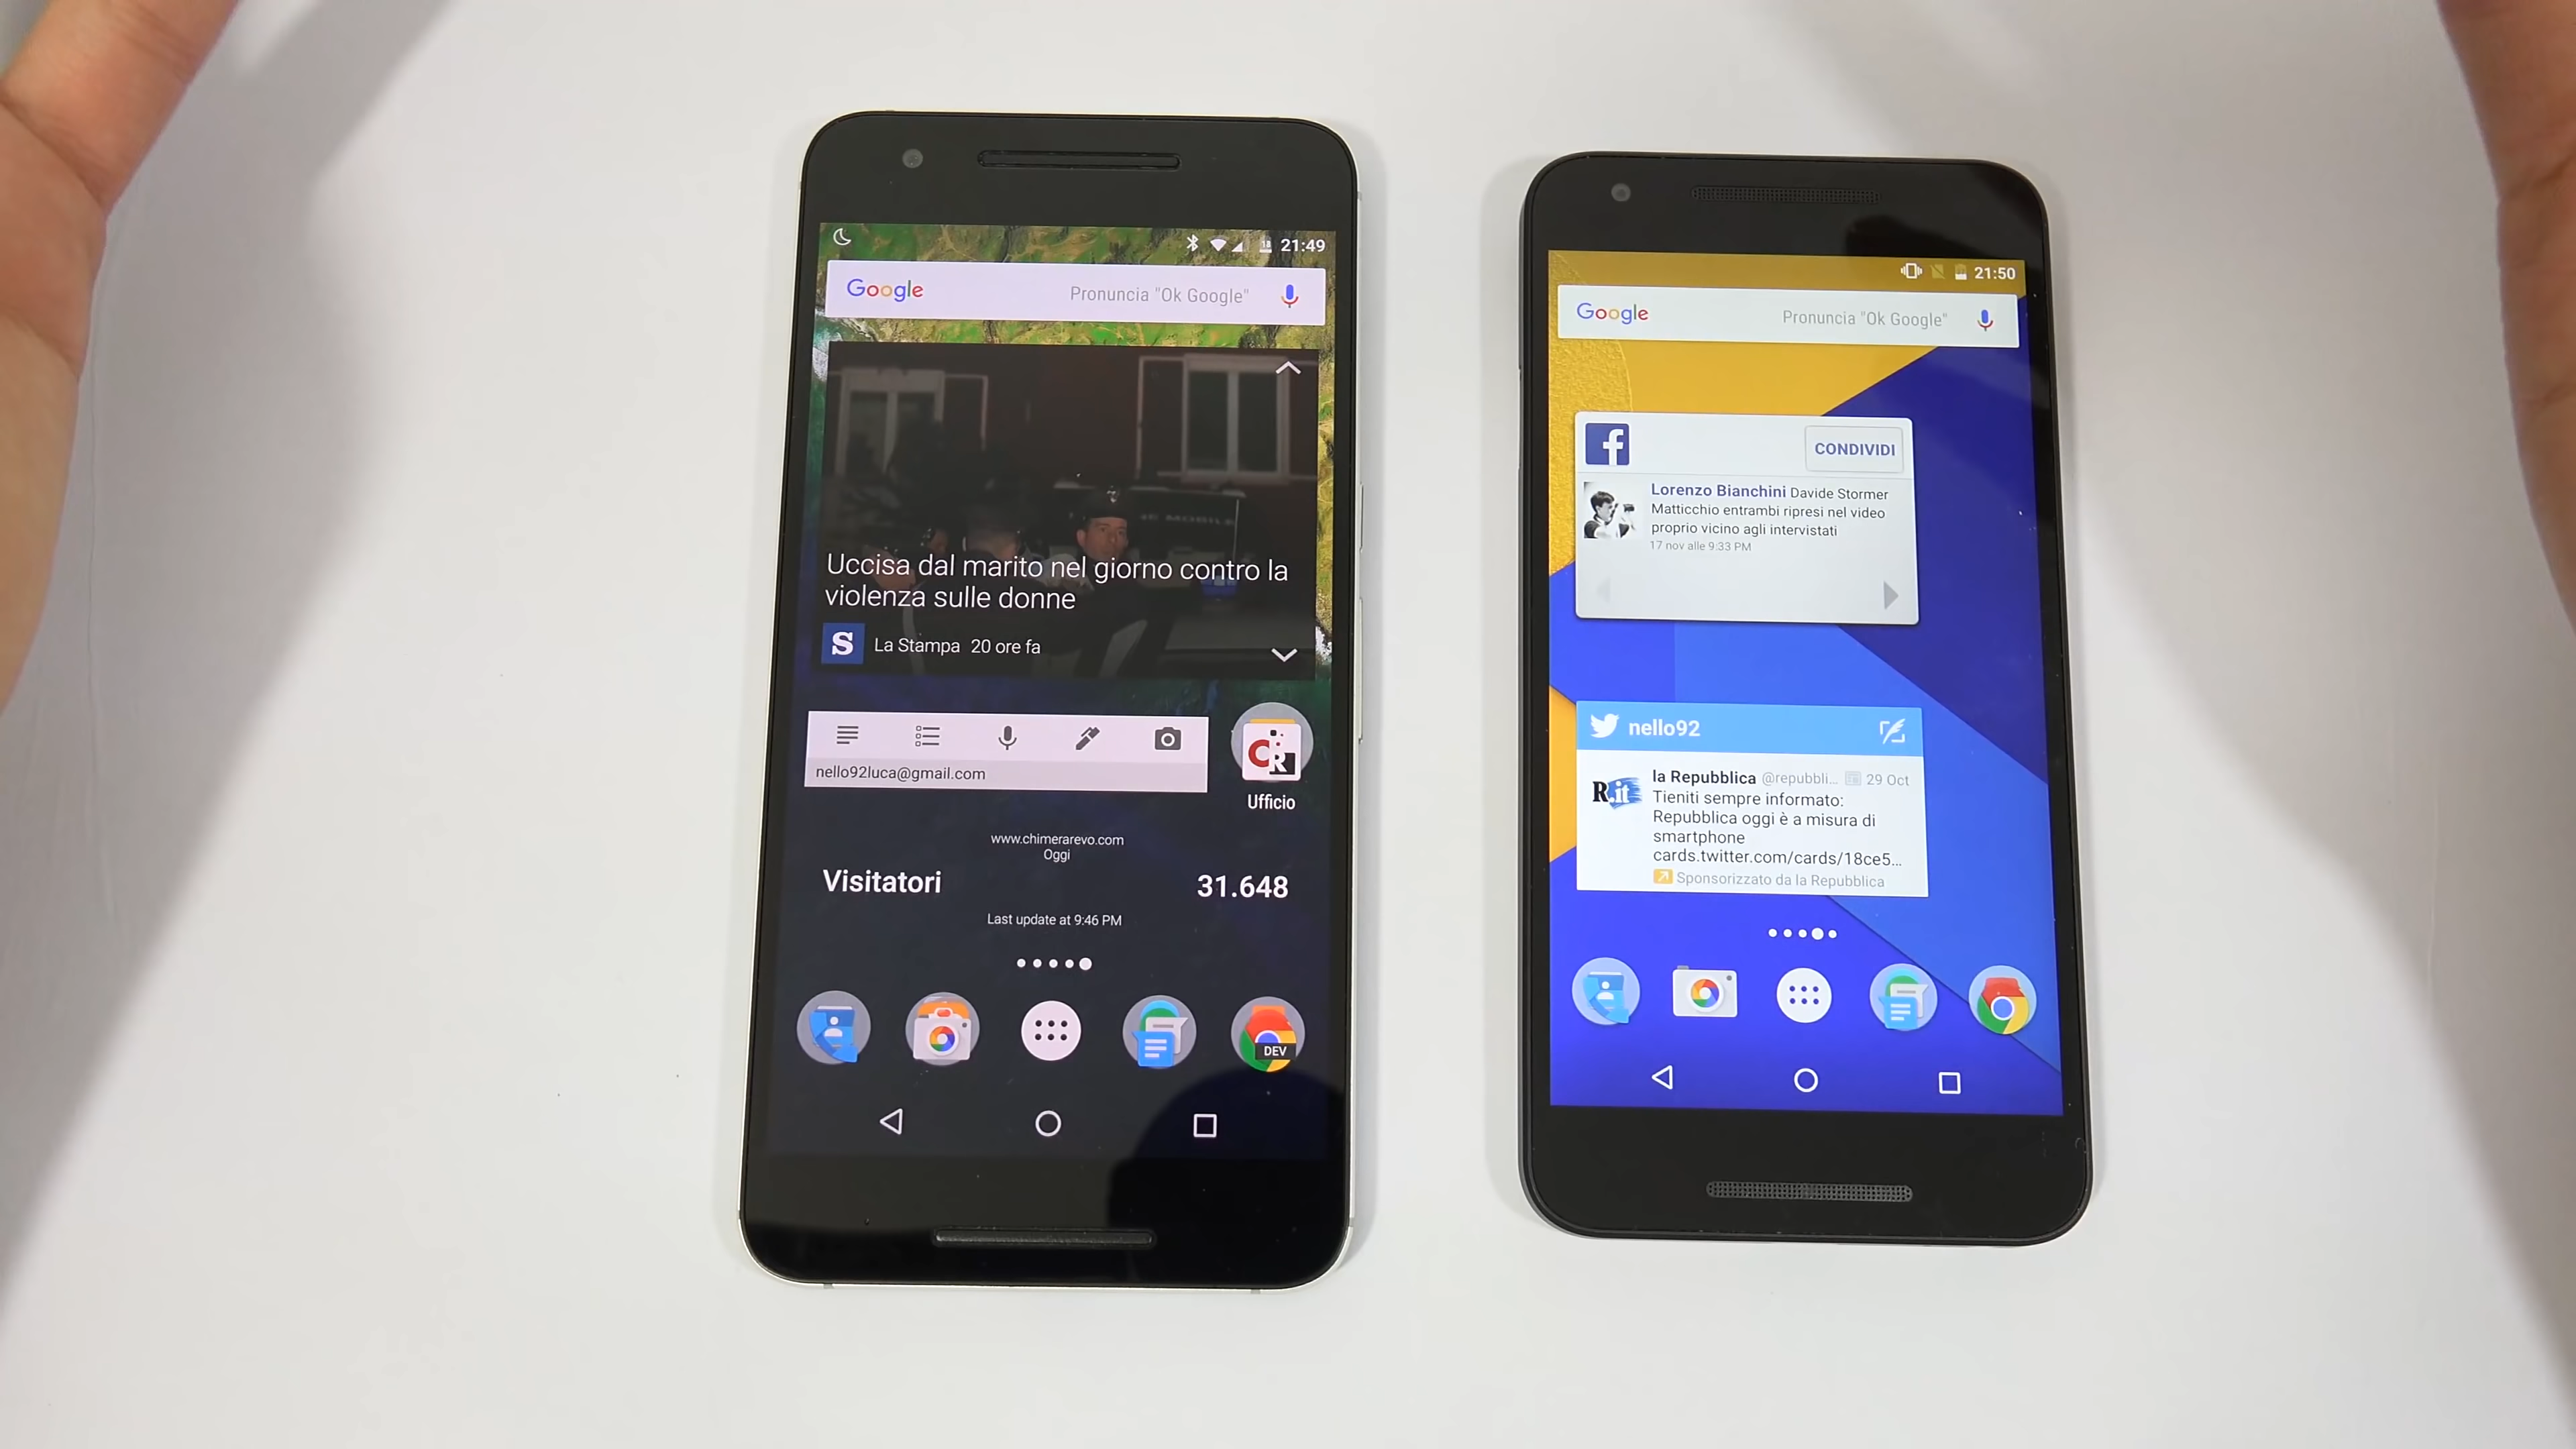 21:49
Google
Pronuncia "Ok Google"
Uccisa dal marito nel giorno contro la
violenza sulle donne
S
La Stampa 20 ore fa
nello92luca@gmail.com
CR
Ufficio
www.chimerarevo.com
Oggi
Visitatori
31.648
Last update at 9:46 PM
DEV
21:50
Google
Pronuncia "Ok Google"
f
CONDIVIDI
Lorenzo Bianchini Davide Stormer
Matticchio entrambi ripresi nel video
proprio vicino agli intervistati
17 nov alle 9:33 PM
nello92
R.it
la Repubblica @repubbli... 29 Oct
Tieniti sempre informato:
Repubblica oggi è a misura di
smartphone
cards.twitter.com/cards/18ce5...
Sponsorizzato da la Repubblica